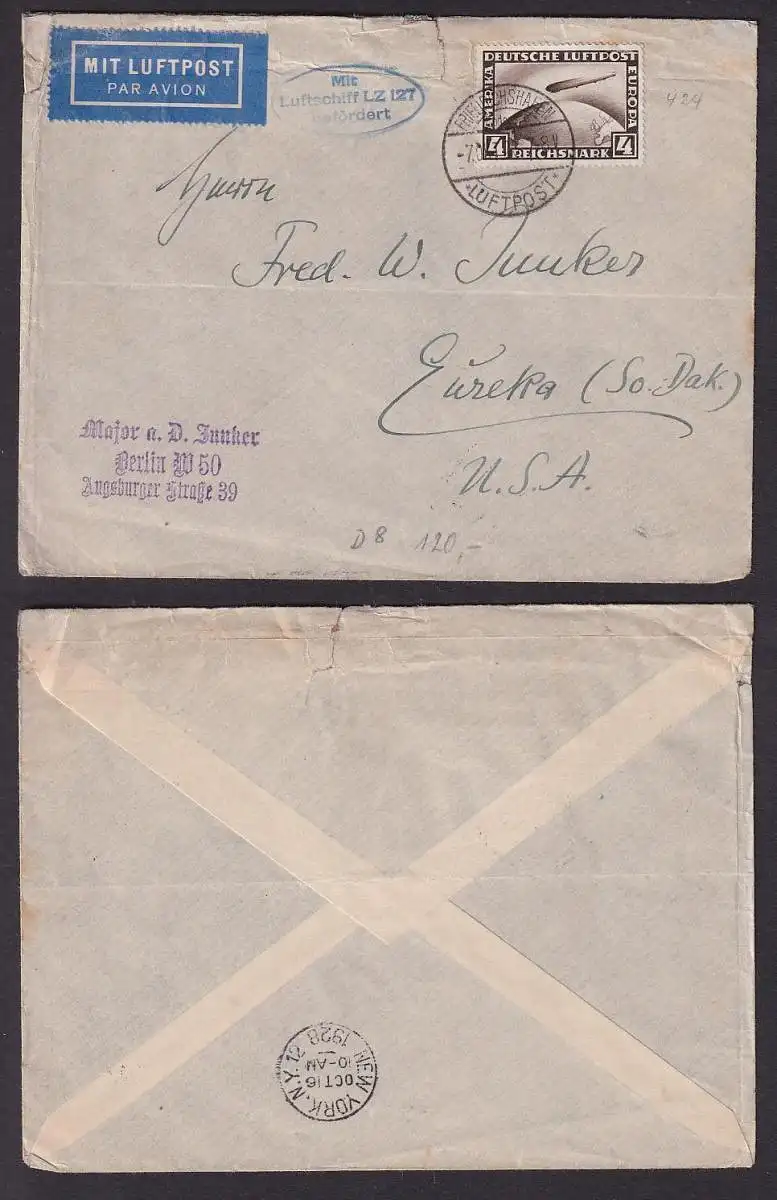 MIT LUFTPOST
PAR AVION
Mit
Luftschiff LZ 127
befördert
DEUTSCHE LUFTPOST
AMERIKA
EUROPA
4
REICHSMARK
4
FRIEDRICHSHAFEN
LUFTPOST
424
Herrn
Fred. W. Junker
Eureka (So. Dak.)
U.S.A.
Major a. D. Junker
Berlin W 50
Augsburger Straße 39
D 8 120,-
NEW YORK, N.Y. 12
OCT 16
10-AM
1928